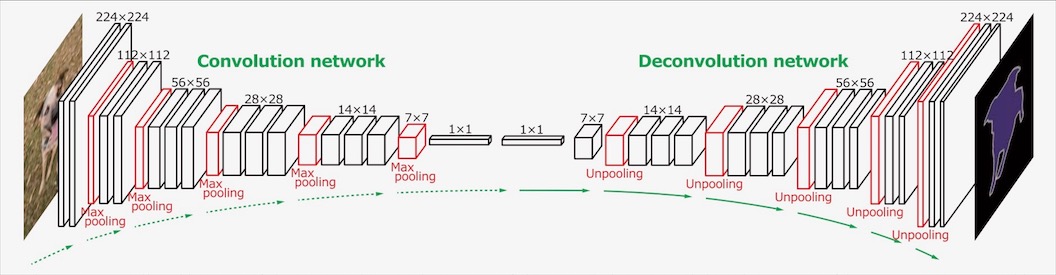 224×224
112×112
56×56
28×28
14×14
7×7
1×1
1×1
7×7
14×14
28×28
56×56
112×112
224×224
Convolution network
Deconvolution network
Max
pooling
Max
pooling
Max
pooling
Max
pooling
Max
pooling
Unpooling
Unpooling
Unpooling
Unpooling
Unpooling